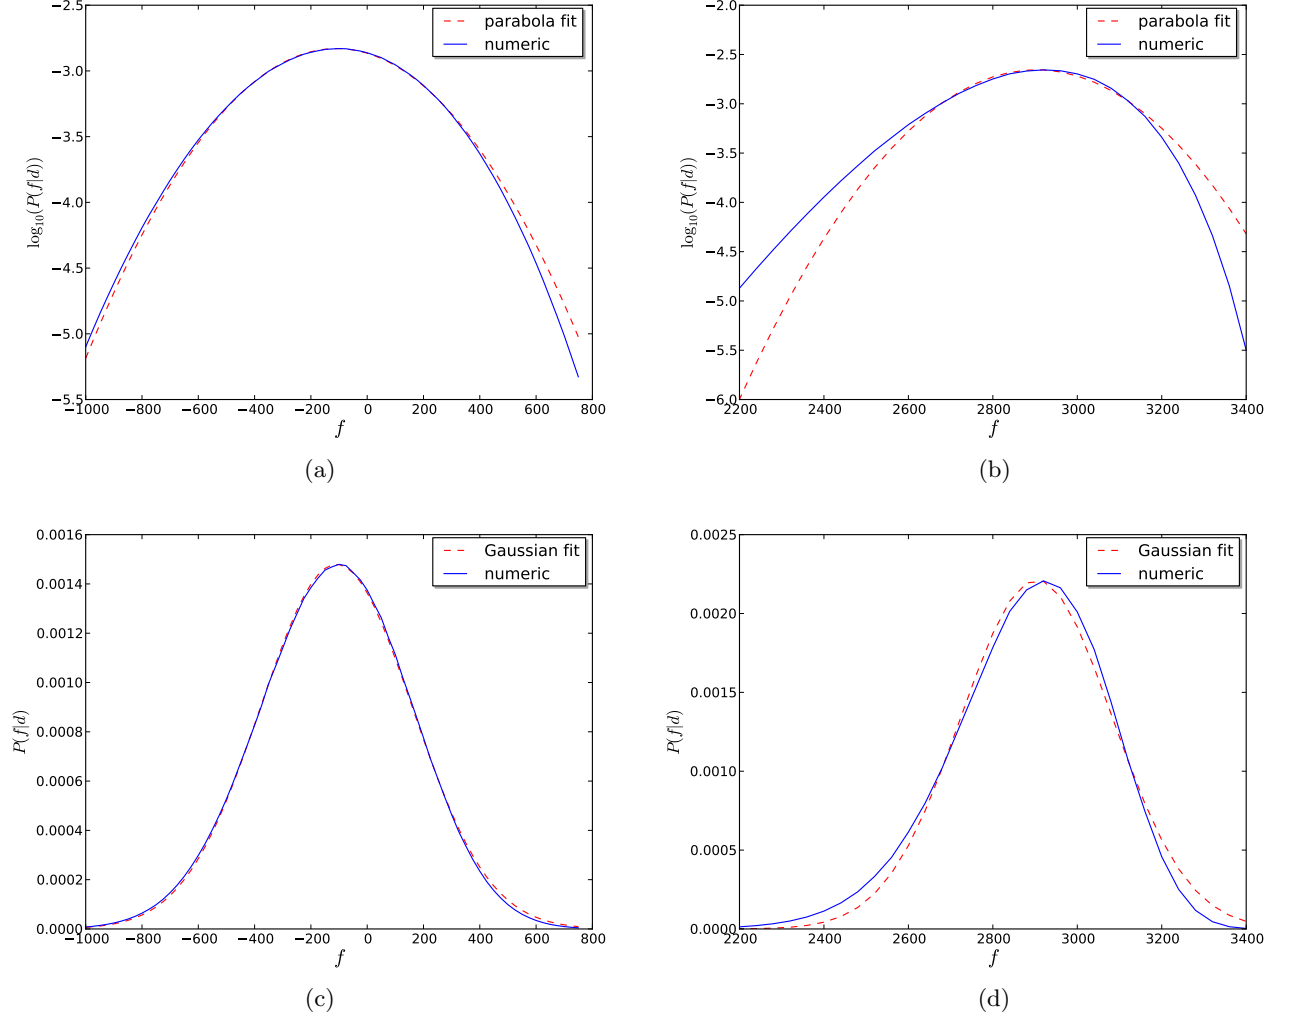 −2.5
−3.0
−3.5
−4.0
−4.5
−5.0
−5.5
log₁₀(P(f|d))
−1000 −800 −600 −400 −200 0 200 400 600 800
f
parabola fit
numeric
(a)
−2.0
−2.5
−3.0
−3.5
−4.0
−4.5
−5.0
−5.5
−6.0
log₁₀(P(f|d))
2200 2400 2600 2800 3000 3200 3400
f
parabola fit
numeric
(b)
0.0016
0.0014
0.0012
0.0010
0.0008
0.0006
0.0004
0.0002
0.0000
P(f|d)
−1000 −800 −600 −400 −200 0 200 400 600 800
f
Gaussian fit
numeric
(c)
0.0025
0.0020
0.0015
0.0010
0.0005
0.0000
P(f|d)
2200 2400 2600 2800 3000 3200 3400
f
Gaussian fit
numeric
(d)